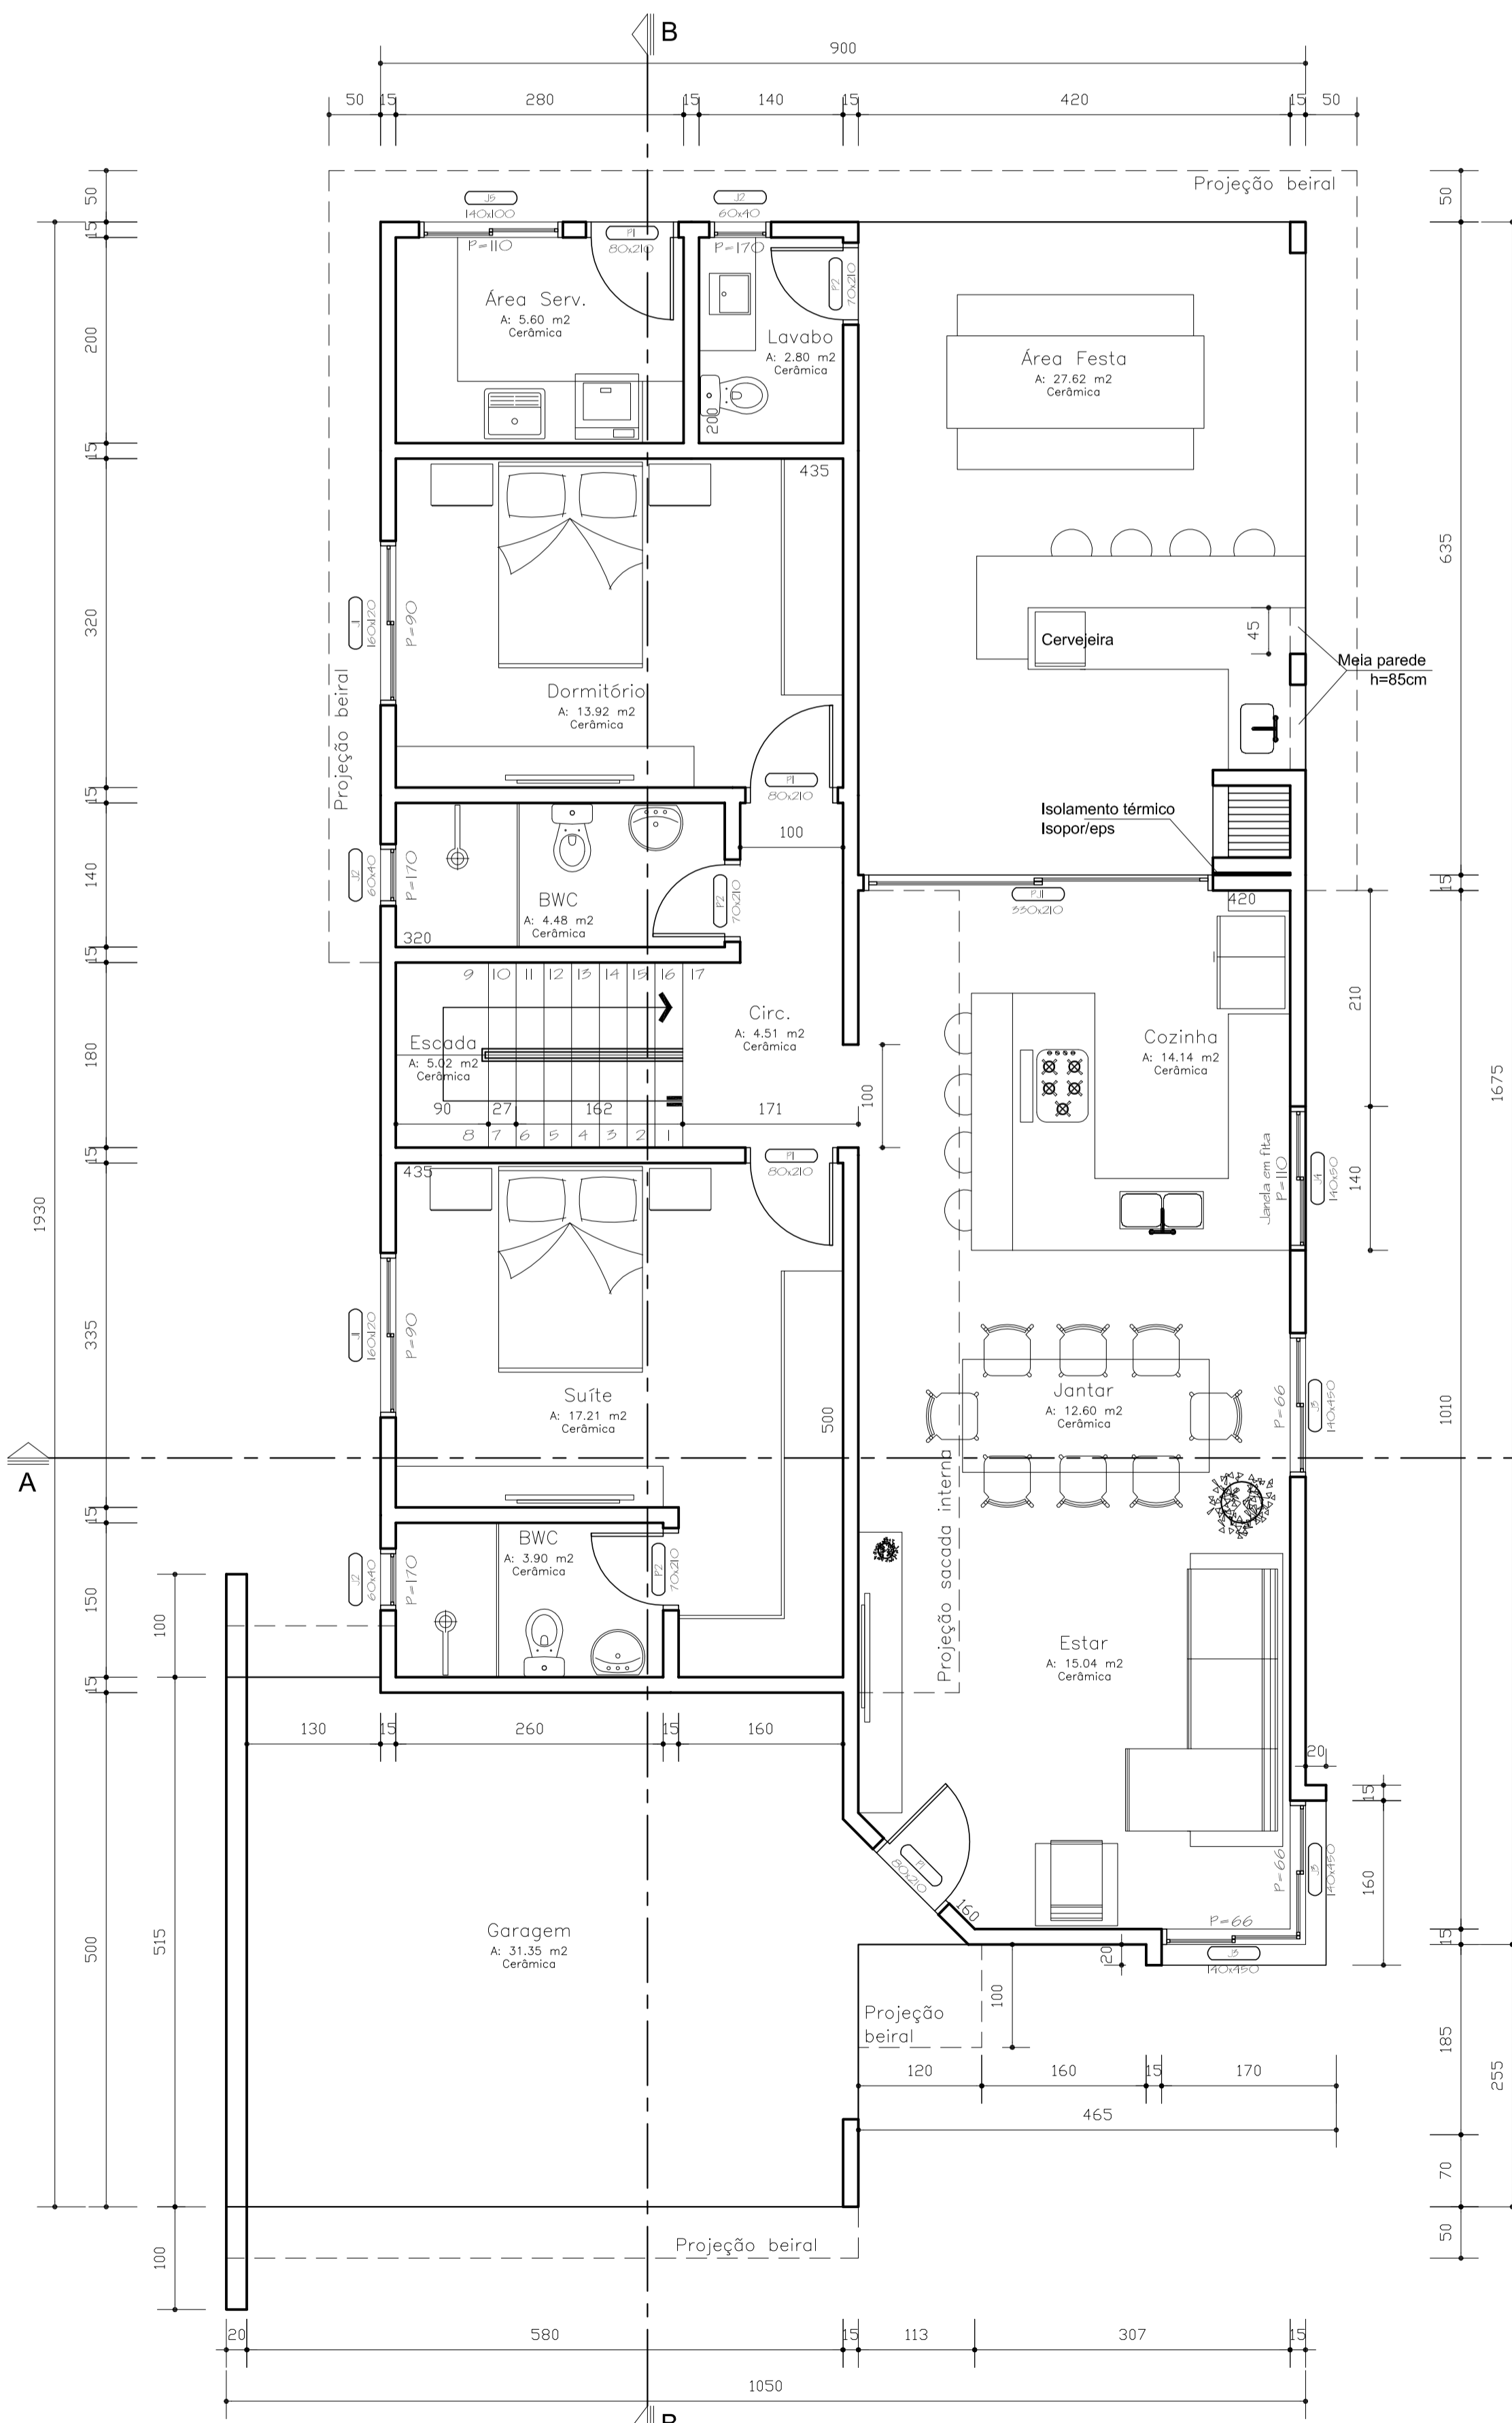 B
900
50 15 280 15 140 15 420 15 50
Projeção beiral
50
15
200
15
320
15
140
15
180
15
335
15
150
15
500
1930
100
515
100
J5
140x100
P=110
P1
80x210
J2
60x40
P=170
P2
70x210
Área Serv.
A: 5.60 m2
Cerâmica
Lavabo
A: 2.80 m2
Cerâmica
200
Área Festa
A: 27.62 m2
Cerâmica
435
J1
160x120
P=90
Projeção beiral
Dormitório
A: 13.92 m2
Cerâmica
P1
80x210
Cervejeira
45
Meia parede
h=85cm
Isolamento térmico
Isopor/eps
100
J2
60x40
P=170
BWC
A: 4.48 m2
Cerâmica
320
P2
70x210
PJ1
330x210
420
9 10 11 12 13 14 15 16 17
Escada
A: 5.02 m2
Cerâmica
Circ.
A: 4.51 m2
Cerâmica
90 27 162 171
100
8 7 6 5 4 3 2 1
Cozinha
A: 14.14 m2
Cerâmica
Janela em fita
P=110
J4
140x50
210
140
P1
80x210
435
J1
160x120
P=90
Suíte
A: 17.21 m2
Cerâmica
500
Jantar
A: 12.60 m2
Cerâmica
P=66
J3
140x450
A
Projeção sacada interna
J2
60x40
P=170
BWC
A: 3.90 m2
Cerâmica
P2
70x210
Estar
A: 15.04 m2
Cerâmica
130 15 260 15 160
20
15
160
P=66
J3
140x450
P1
80x210
160
P=66
J3
140x450
20
Garagem
A: 31.35 m2
Cerâmica
Projeção
beiral
100
120 160 15 170
465
Projeção beiral
50
635
15
1010
15
185
70
50
1675
255
20 580 15 113 307 15
1050
B